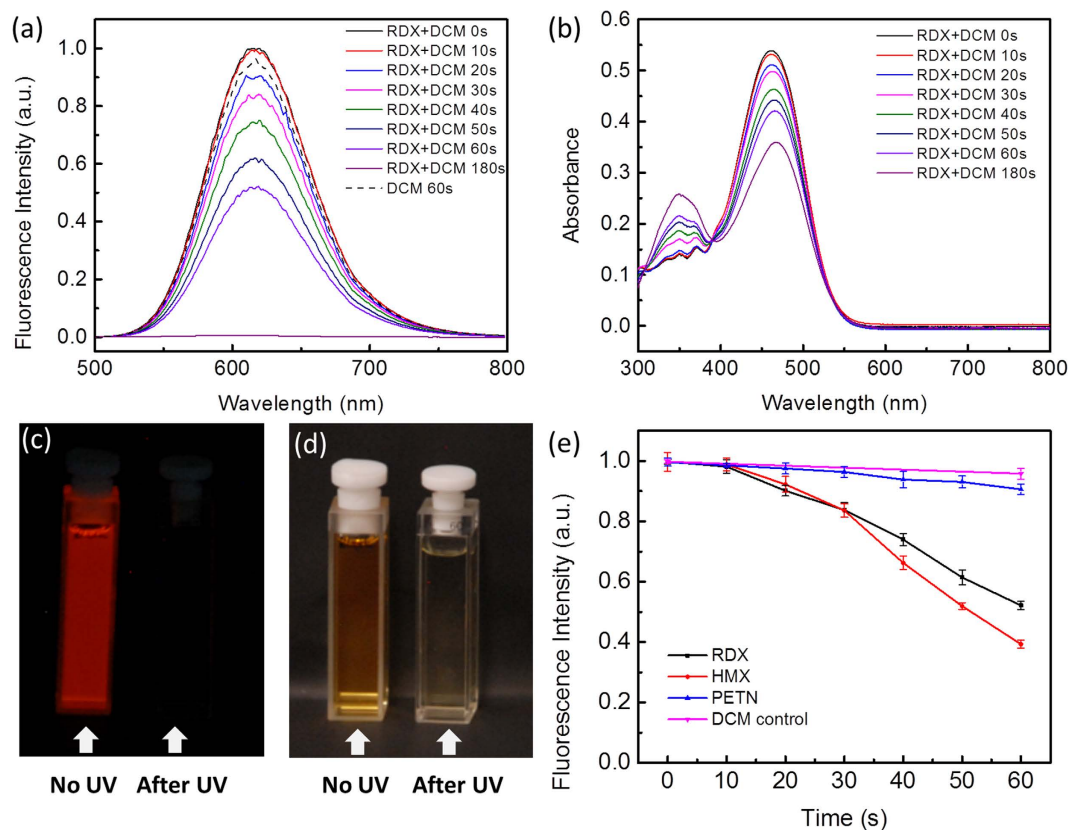 (a)
1.0
0.8
0.6
0.4
0.2
0.0
Fluorescence Intensity (a.u.)
500
600
700
800
Wavelength (nm)
RDX+DCM 0s
RDX+DCM 10s
RDX+DCM 20s
RDX+DCM 30s
RDX+DCM 40s
RDX+DCM 50s
RDX+DCM 60s
RDX+DCM 180s
DCM 60s
(b)
0.6
0.5
0.4
0.3
0.2
0.1
0.0
-0.1
Absorbance
300
400
500
600
700
800
Wavelength (nm)
RDX+DCM 0s
RDX+DCM 10s
RDX+DCM 20s
RDX+DCM 30s
RDX+DCM 40s
RDX+DCM 50s
RDX+DCM 60s
RDX+DCM 180s
(c)
No UV
After UV
(d)
No UV
After UV
(e)
1.0
0.8
0.6
0.4
0.2
0.0
Fluorescence Intensity (a.u.)
RDX
HMX
PETN
DCM control
0
10
20
30
40
50
60
Time (s)